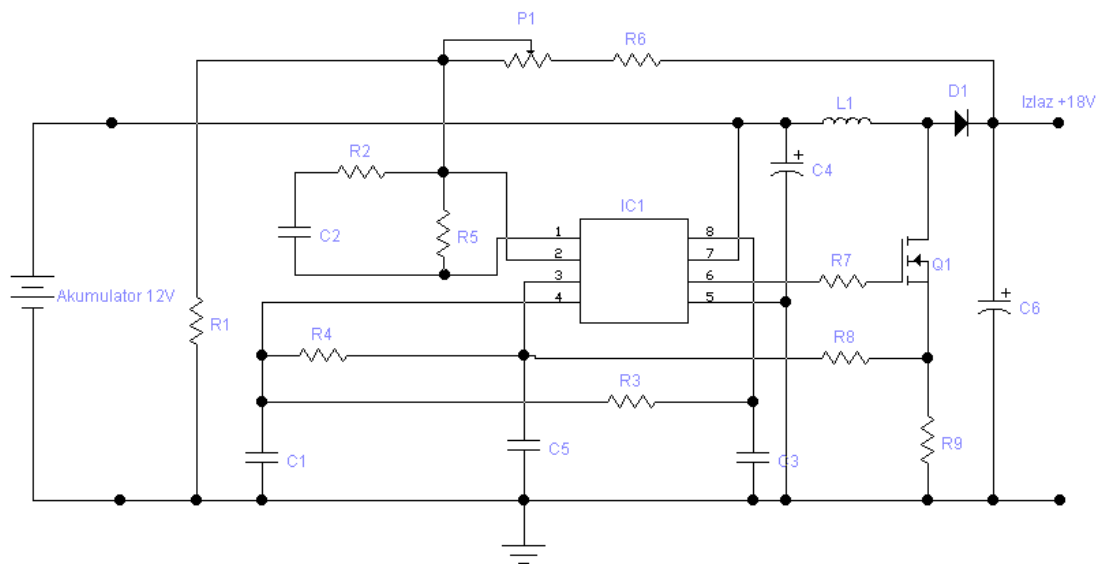 P1
R6
D1
L1
Izlaz +18V
R2
C4
IC1
C2
R5
1
8
2
7
3
6
4
5
R7
Q1
Akumulator 12V
R1
C6
R4
R8
R3
C1
C5
C3
R9